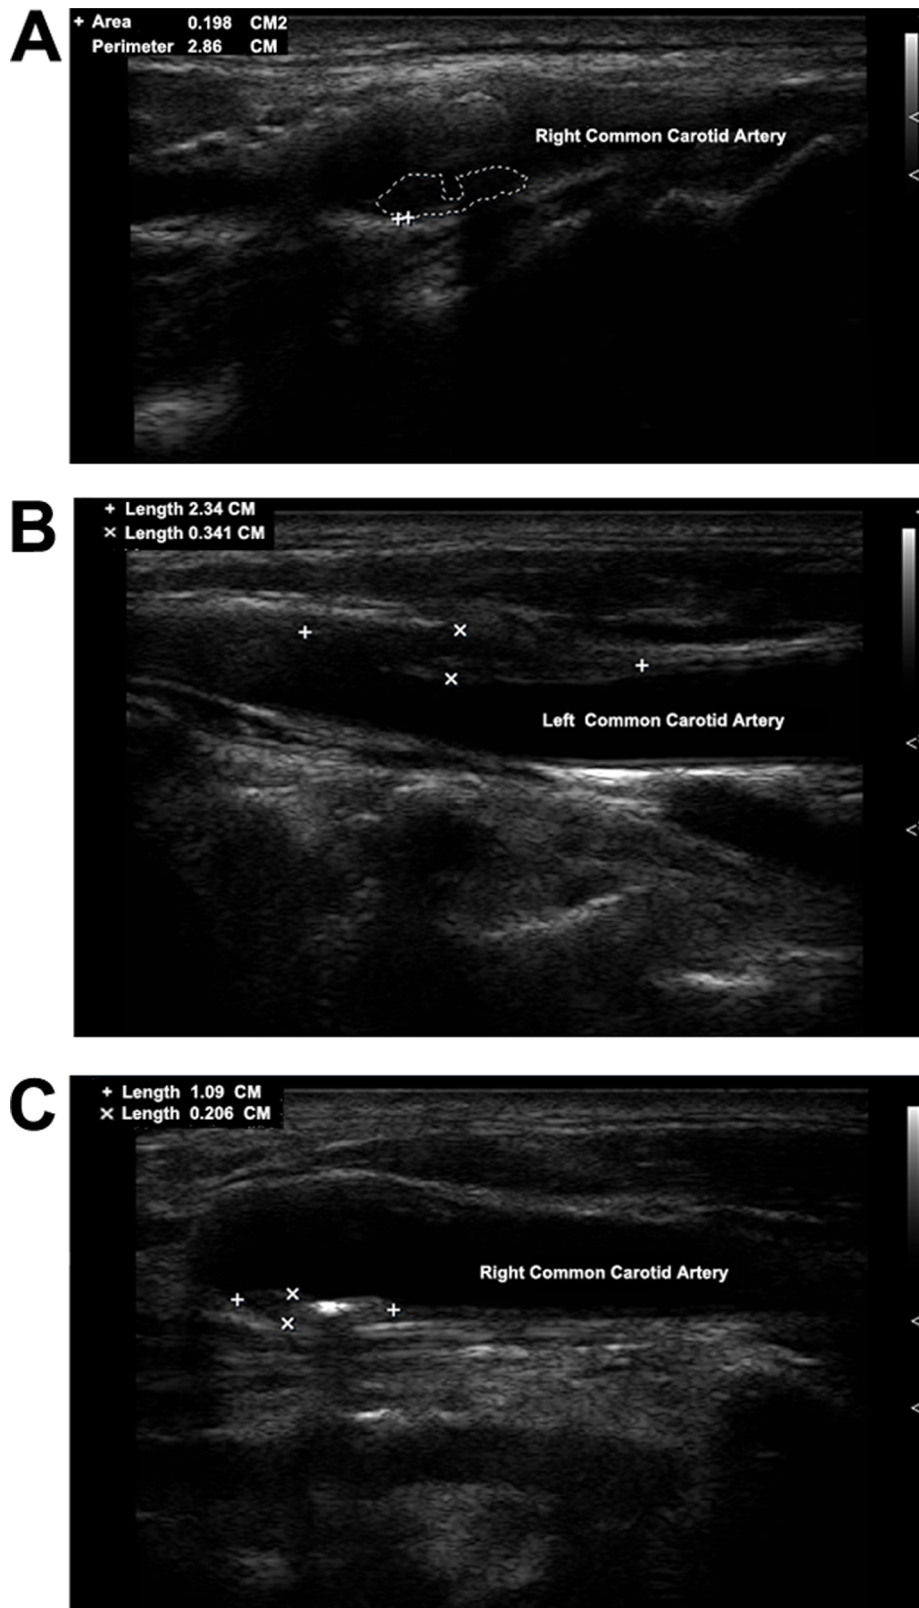 A
+ Area 0.198 CM2
Perimeter 2.86 CM
Right Common Carotid Artery
B
+ Length 2.34 CM
× Length 0.341 CM
Left Common Carotid Artery
C
+ Length 1.09 CM
× Length 0.206 CM
Right Common Carotid Artery